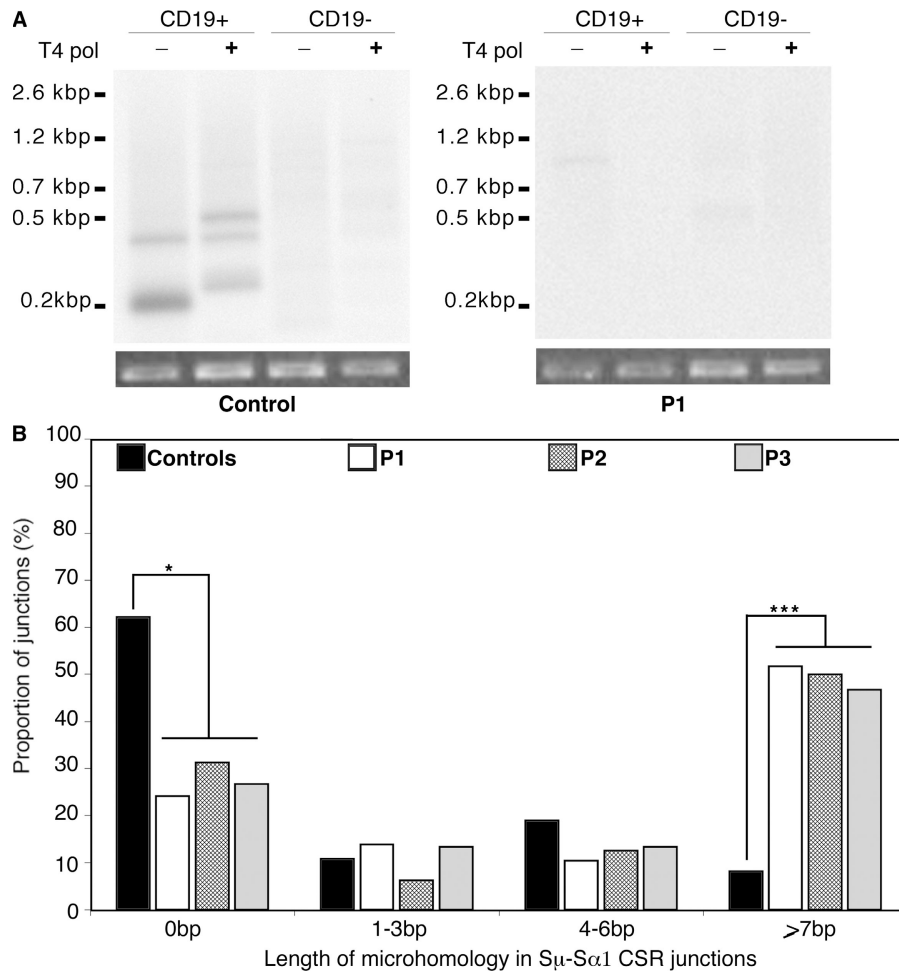 A
CD19+ CD19- CD19+ CD19-
T4 pol – + – + T4 pol – + – +
2.6 kbp 2.6 kbp
1.2 kbp 1.2 kbp
0.7 kbp 0.7 kbp
0.5 kbp 0.5 kbp
0.2kbp 0.2kbp
Control P1
B
Controls P1 P2 P3
Proportion of junctions (%)
100
90
80
70
60
50
40
30
20
10
0
*
***
0bp 1-3bp 4-6bp ⩾7bp
Length of microhomology in Sμ-Sα1 CSR junctions